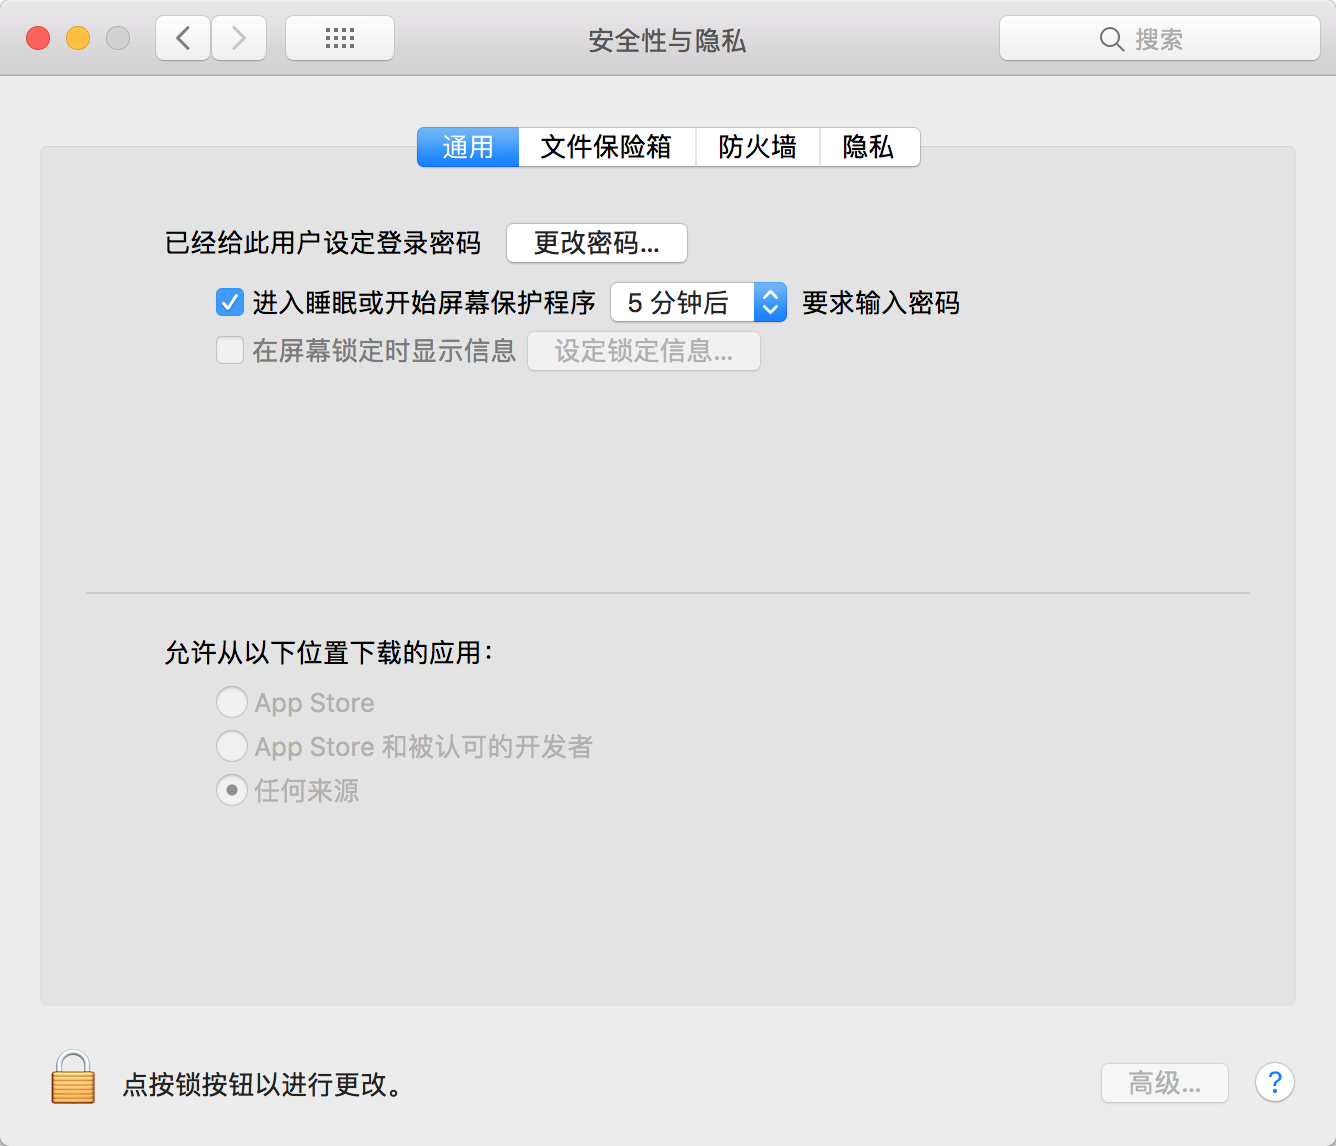 安全性与隐私
搜索
通用 文件保险箱 防火墙 隐私
已经给此用户设定登录密码 更改密码...
进入睡眠或开始屏幕保护程序 5 分钟后 要求输入密码
在屏幕锁定时显示信息 设定锁定信息...
允许从以下位置下载的应用：
App Store
App Store 和被认可的开发者
任何来源
点按锁按钮以进行更改。
高级...
?